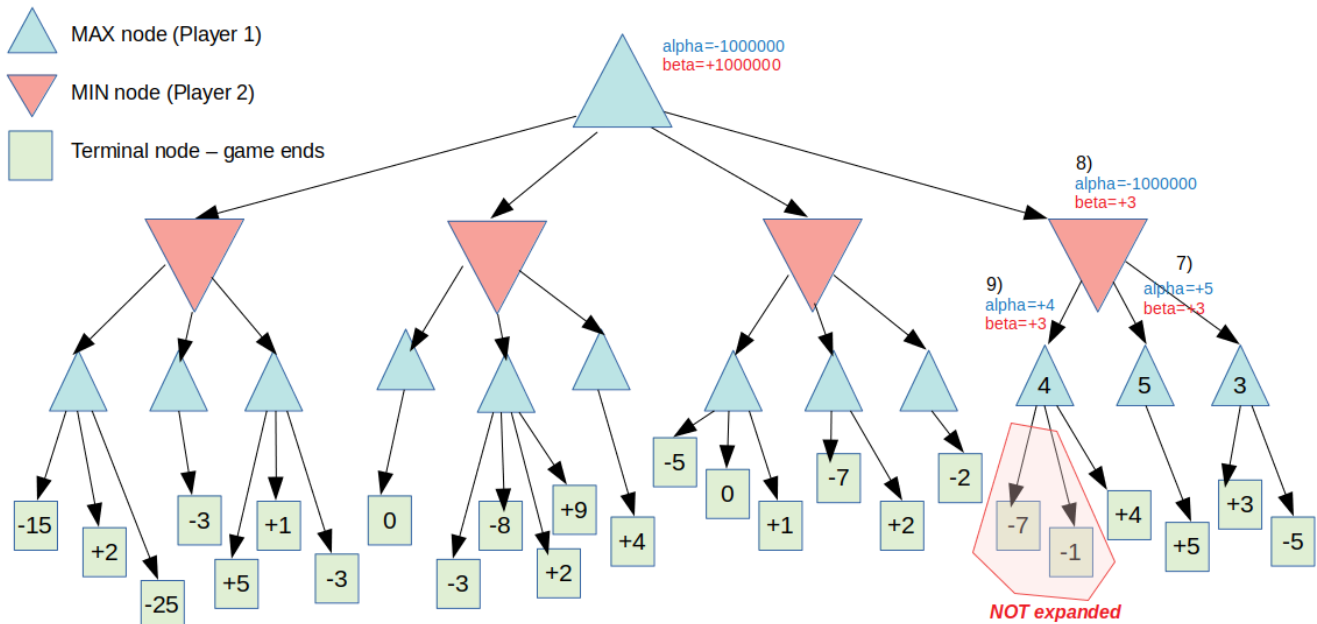 MAX node (Player 1)
MIN node (Player 2)
Terminal node – game ends
alpha=-1000000
beta=+1000000
8)
alpha=-1000000
beta=+3
7)
alpha=+5
beta=+3
9)
alpha=+4
beta=+3
4
5
3
-15
+2
-25
-3
+5
+1
-3
0
-3
-8
+2
+9
+4
-5
0
+1
-7
+2
-2
-7
-1
+4
+5
+3
-5
NOT expanded